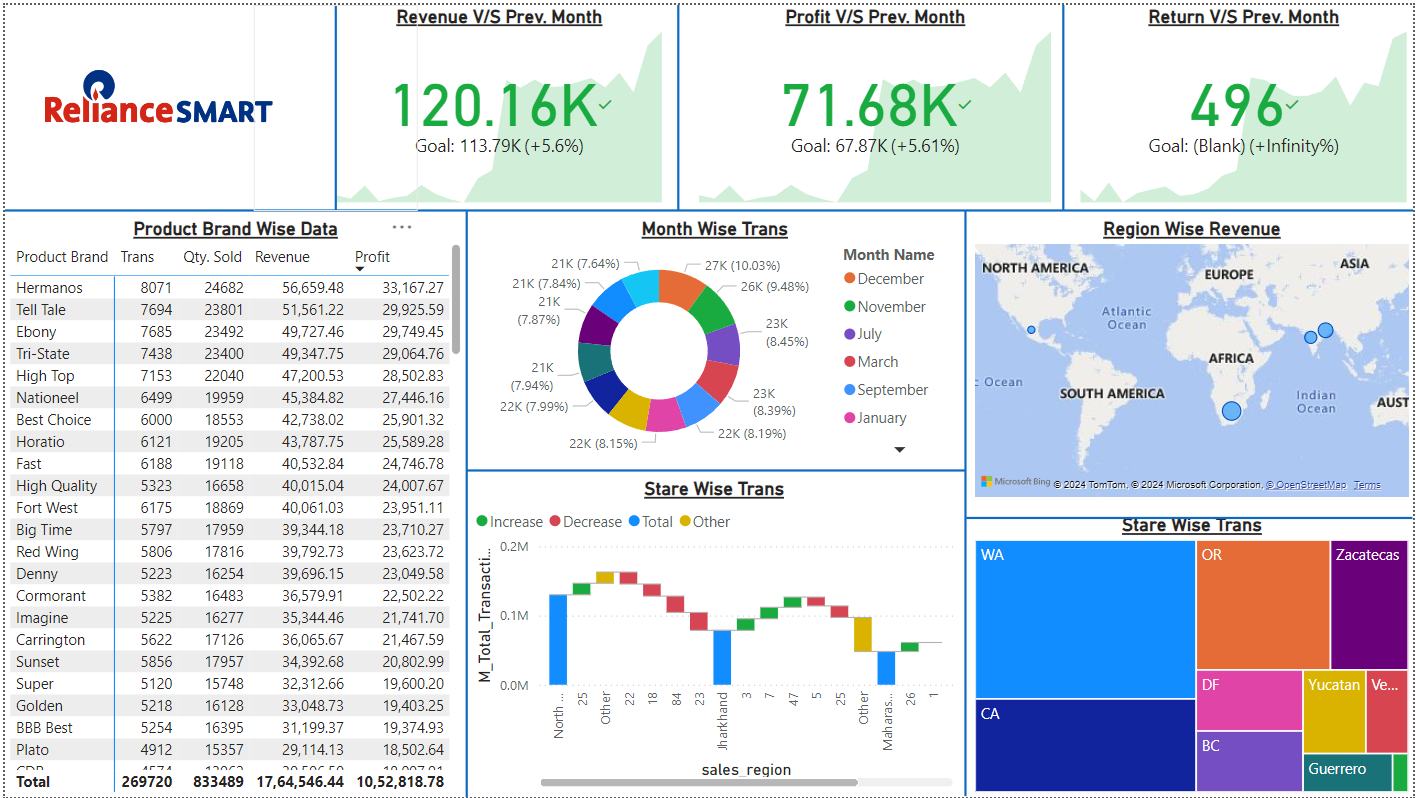 Reliance SMART
Revenue V/S Prev. Month
120.16K
Goal: 113.79K (+5.6%)
Profit V/S Prev. Month
71.68K
Goal: 67.87K (+5.61%)
Return V/S Prev. Month
496
Goal: (Blank) (+Infinity%)
Product Brand Wise Data
Product Brand Trans Qty. Sold Revenue Profit
Hermanos 8071 24682 56,659.48 33,167.27
Tell Tale 7694 23801 51,561.22 29,925.59
Ebony 7685 23492 49,727.46 29,749.45
Tri-State 7438 23400 49,347.75 29,064.76
High Top 7153 22040 47,200.53 28,502.83
Nationeel 6499 19959 45,384.82 27,446.16
Best Choice 6000 18553 42,738.02 25,901.32
Horatio 6121 19205 43,787.75 25,589.28
Fast 6188 19118 40,532.84 24,746.78
High Quality 5323 16658 40,015.04 24,007.67
Fort West 6175 18869 40,061.03 23,951.11
Big Time 5797 17959 39,344.18 23,710.27
Red Wing 5806 17816 39,792.73 23,623.72
Denny 5223 16254 39,696.15 23,049.58
Cormorant 5382 16483 36,579.91 22,502.22
Imagine 5225 16277 35,344.46 21,741.70
Carrington 5622 17126 36,065.67 21,467.59
Sunset 5856 17957 34,392.68 20,802.99
Super 5120 15748 32,312.66 19,600.20
Golden 5218 16128 33,048.73 19,403.25
BBB Best 5254 16395 31,199.37 19,374.93
Plato 4912 15357 29,114.13 18,502.64
Total 269720 833489 17,64,546.44 10,52,818.78
Month Wise Trans
27K (10.03%)
26K (9.48%)
23K
(8.45%)
23K
(8.39%)
22K (8.19%)
22K (8.15%)
22K (7.99%)
21K
(7.94%)
21K
(7.87%)
21K (7.84%)
21K (7.64%)
Month Name
December
November
July
March
September
January
Stare Wise Trans
Increase Decrease Total Other
M_Total_Transacti...
0.2M
0.1M
0.0M
North ...
25
Other
22
18
84
23
Jharkhand
3
7
47
5
25
Other
Maharas...
26
1
sales_region
Region Wise Revenue
NORTH AMERICA
EUROPE
ASIA
Atlantic
Ocean
AFRICA
c Ocean
SOUTH AMERICA
Indian
Ocean
AUST
Microsoft Bing © 2024 TomTom, © 2024 Microsoft Corporation, © OpenStreetMap Terms
Stare Wise Trans
WA
CA
OR
Zacatecas
DF
BC
Yucatan
Ve...
Guerrero